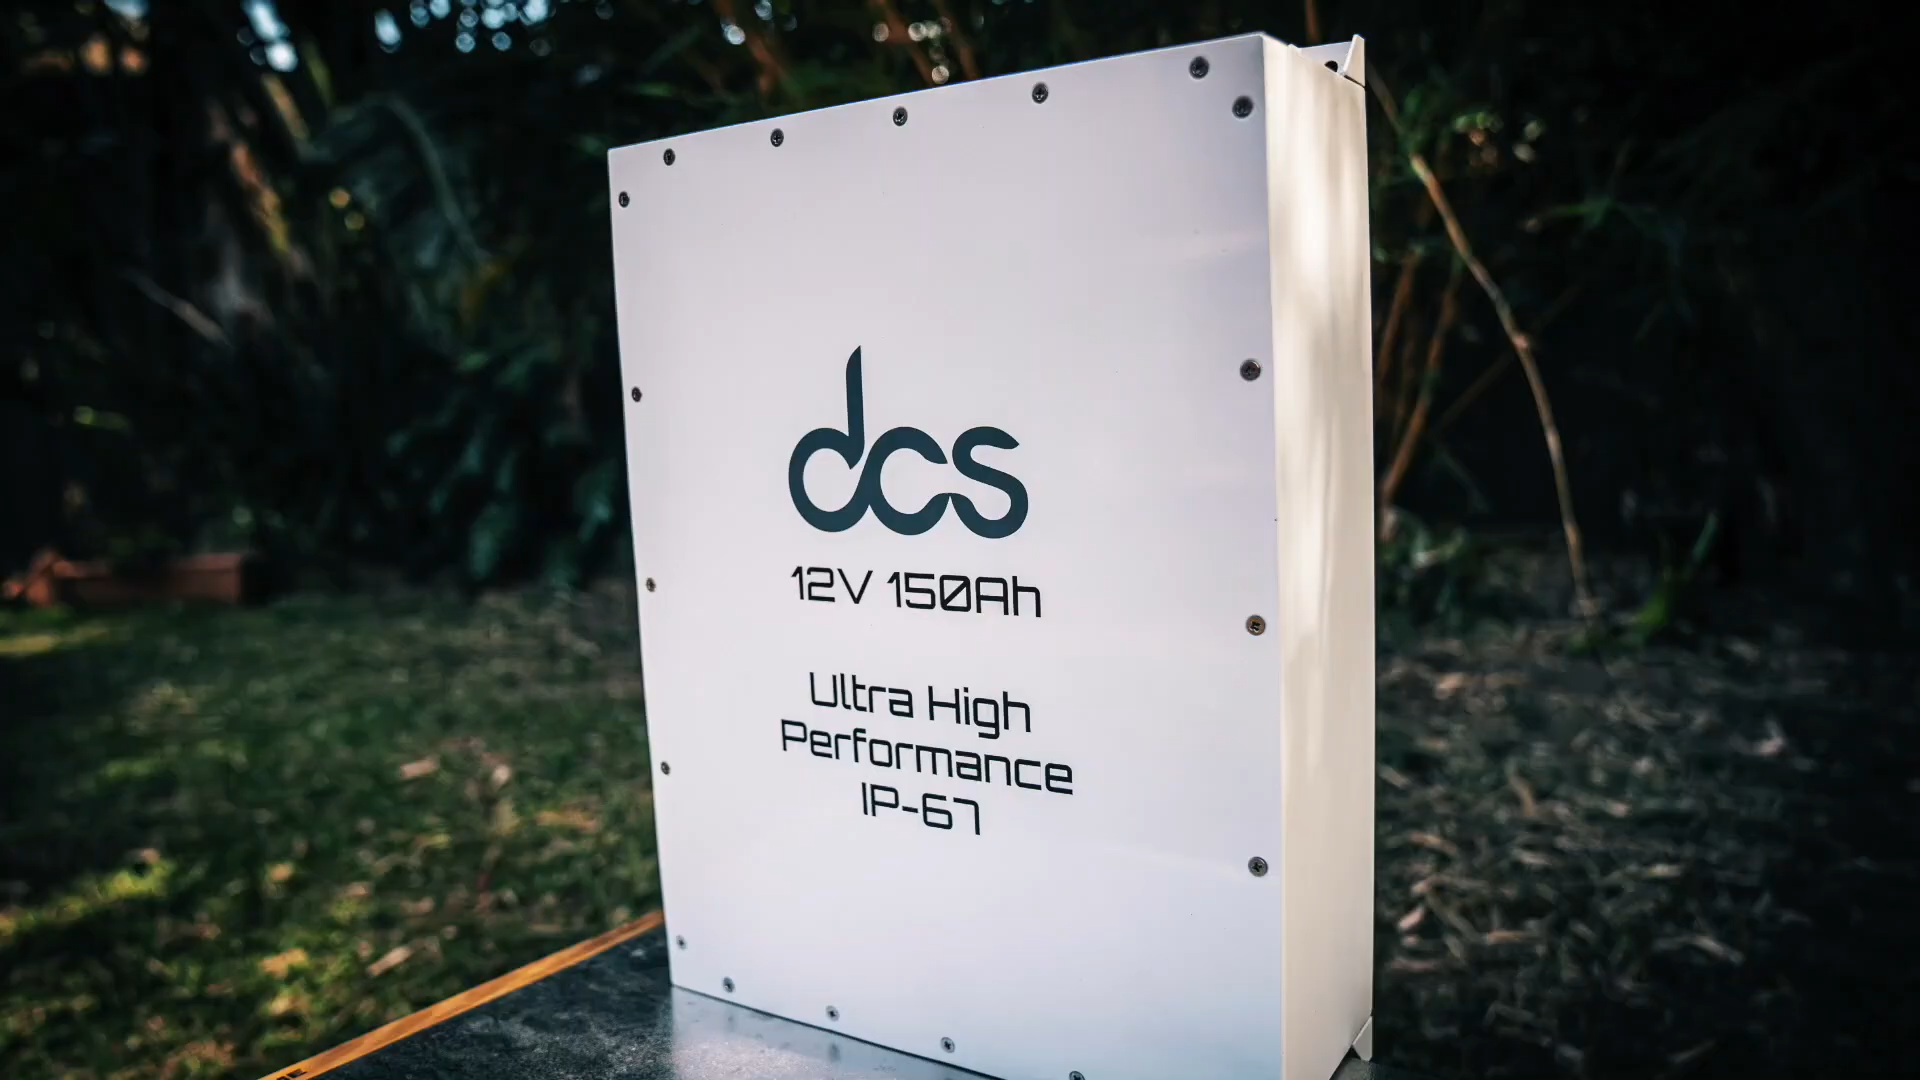 dcs
12V 150Ah
Ultra High
Performance
IP-67